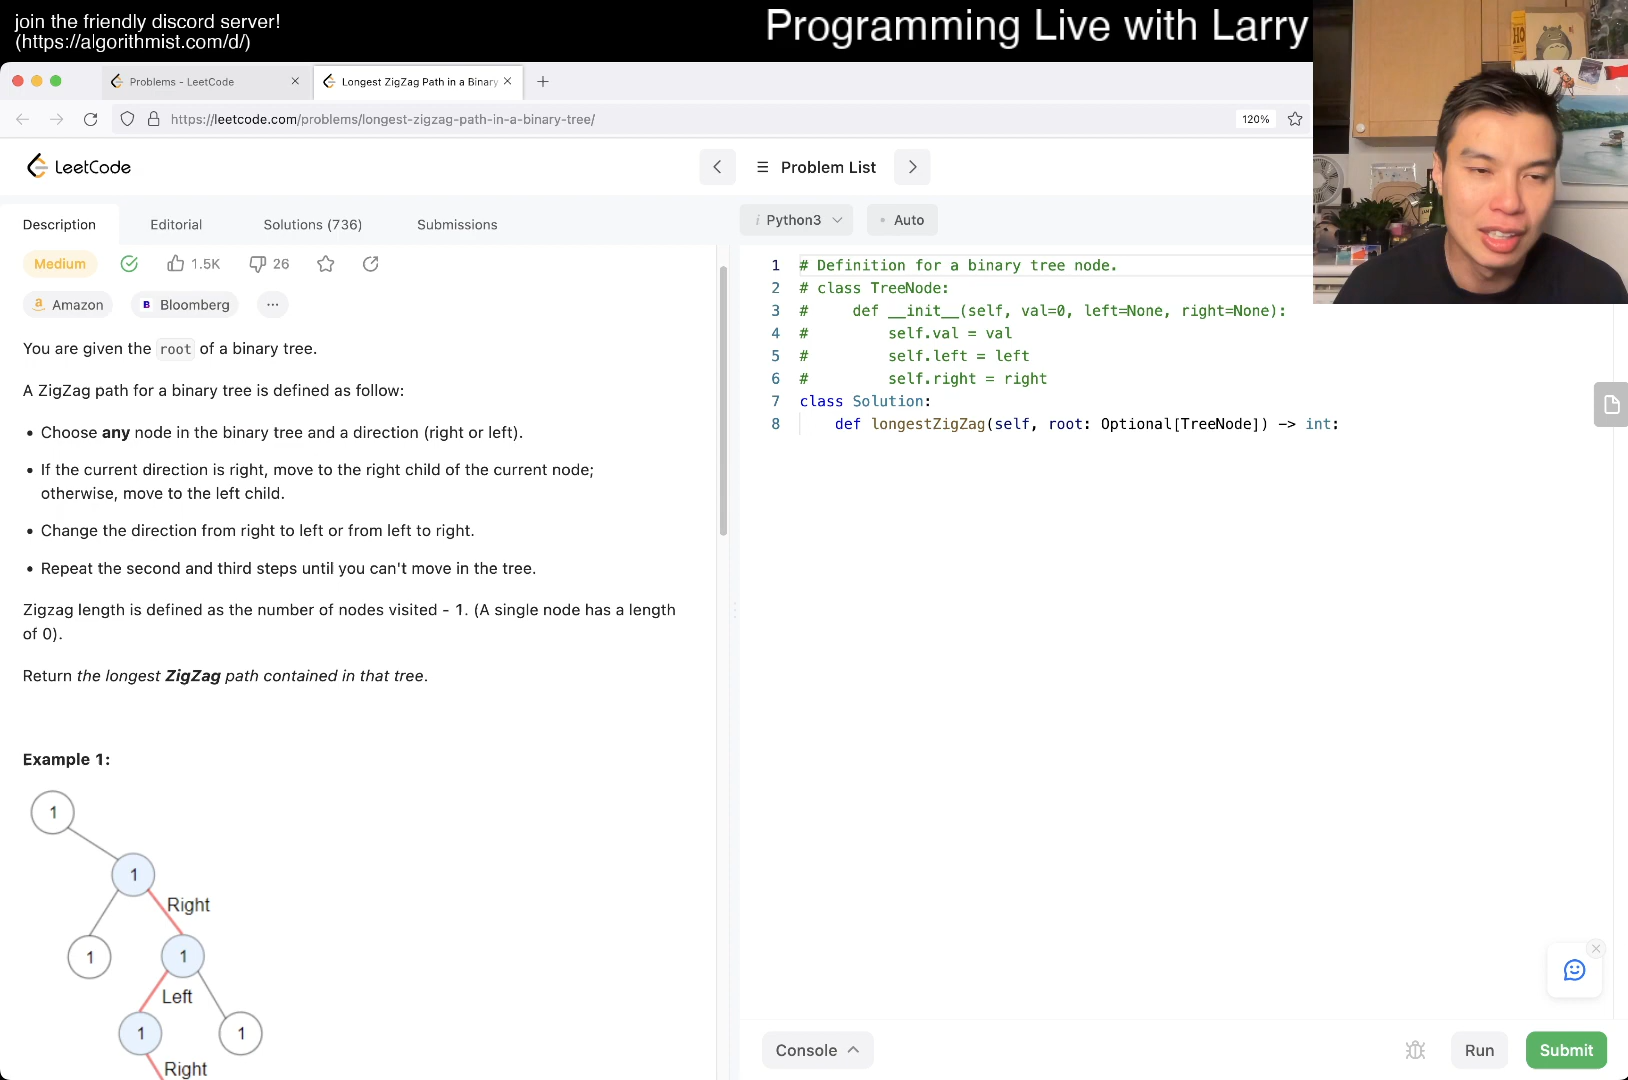 join the friendly discord server!
(https://algorithmist.com/d/)
Programming Live with Larry
Problems - LeetCode
Longest ZigZag Path in a Binary
https://leetcode.com/problems/longest-zigzag-path-in-a-binary-tree/
120%
LeetCode
Problem List
Description
Editorial
Solutions (736)
Submissions
Medium
1.5K
26
a Amazon
B Bloomberg
...
You are given the root of a binary tree.
A ZigZag path for a binary tree is defined as follow:
• Choose any node in the binary tree and a direction (right or left).
• If the current direction is right, move to the right child of the current node;
otherwise, move to the left child.
• Change the direction from right to left or from left to right.
• Repeat the second and third steps until you can't move in the tree.
Zigzag length is defined as the number of nodes visited - 1. (A single node has a length
of 0).
Return the longest ZigZag path contained in that tree.
Example 1:
1
1
Right
1
1
Left
1
1
Right
i Python3
• Auto
1 # Definition for a binary tree node.
2 # class TreeNode:
3 #     def __init__(self, val=0, left=None, right=None):
4 #         self.val = val
5 #         self.left = left
6 #         self.right = right
7 class Solution:
8     def longestZigZag(self, root: Optional[TreeNode]) -> int:
Console
Run
Submit